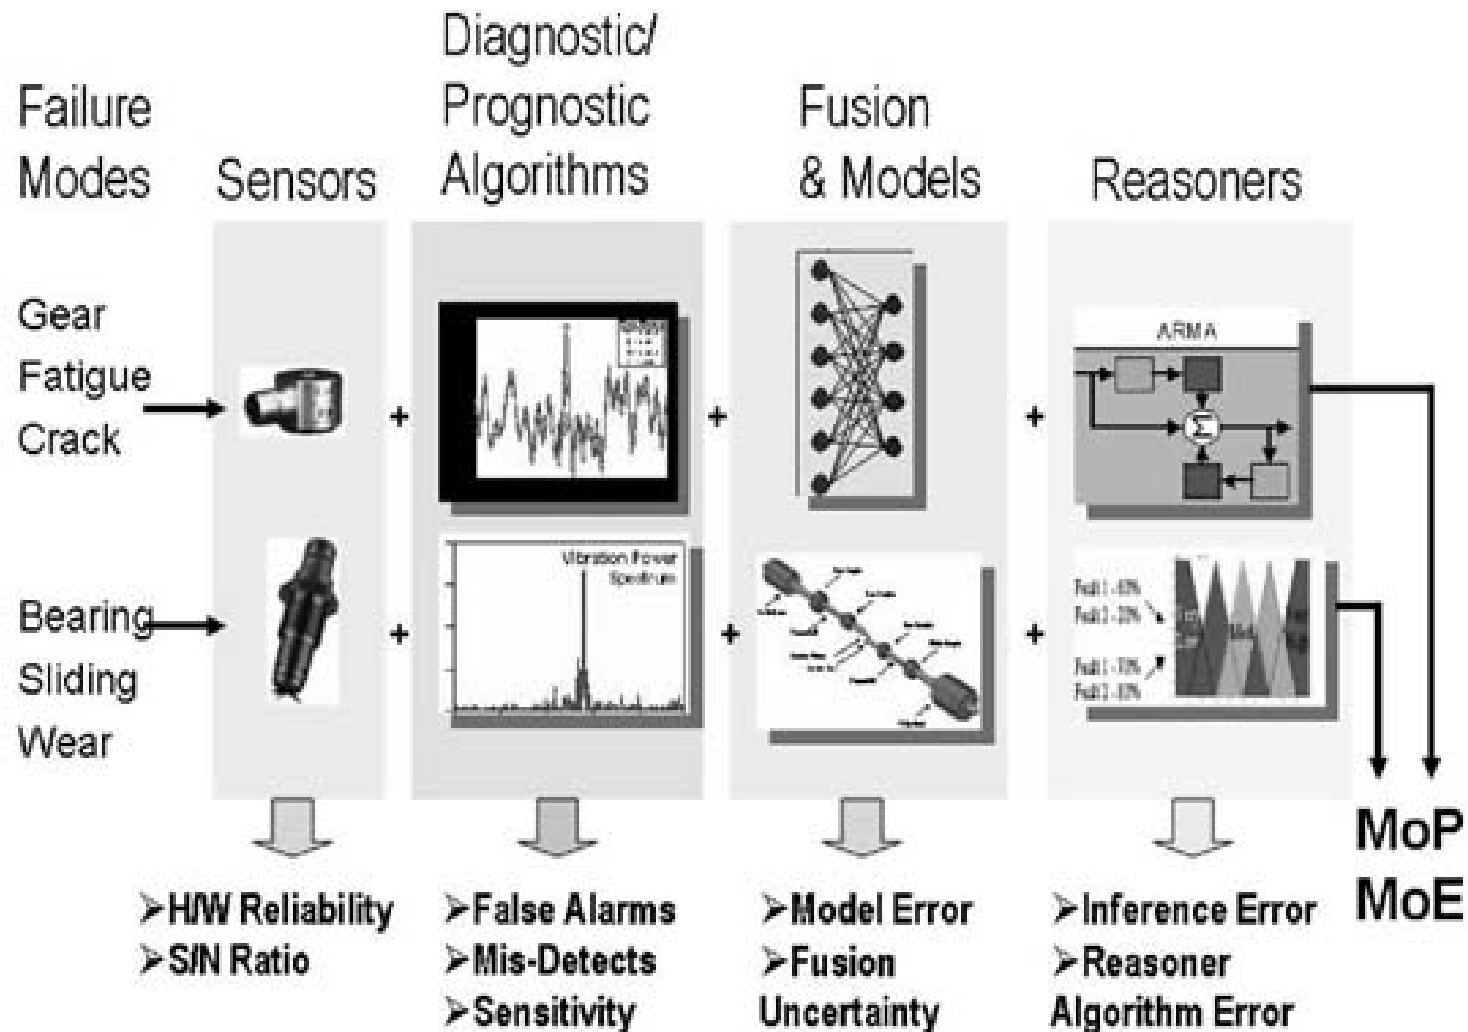 Failure
Modes
Sensors
Diagnostic/
Prognostic
Algorithms
Fusion
& Models
Reasoners
Gear
Fatigue
Crack
+
+
+
ARMA
Σ
Bearing
Sliding
Wear
+
Vibration Power
Spectrum
+
+
MoP
MoE
➢H/W Reliability
➢S/N Ratio
➢False Alarms
➢Mis-Detects
➢Sensitivity
➢Model Error
➢Fusion
Uncertainty
➢Inference Error
➢Reasoner
Algorithm Error